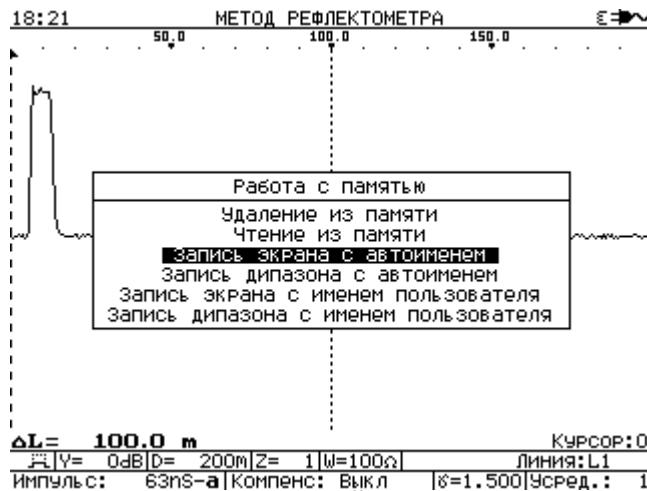 18:21 МЕТОД РЕФЛЕКТОМЕТРА
50.0 100.0 150.0
Работа с памятью
Удаление из памяти
Чтение из памяти
Запись экрана с автоименем
Запись дипазона с автоименем
Запись экрана с именем пользователя
Запись дипазона с именем пользователя
ΔL= 100.0 m Курсор:0
Y= 0dB D= 200m Z= 1 W=100Ω Линия:L1
Импульс: 63nS-a Компенс: Выкл ४=1.500 Усред.: 1